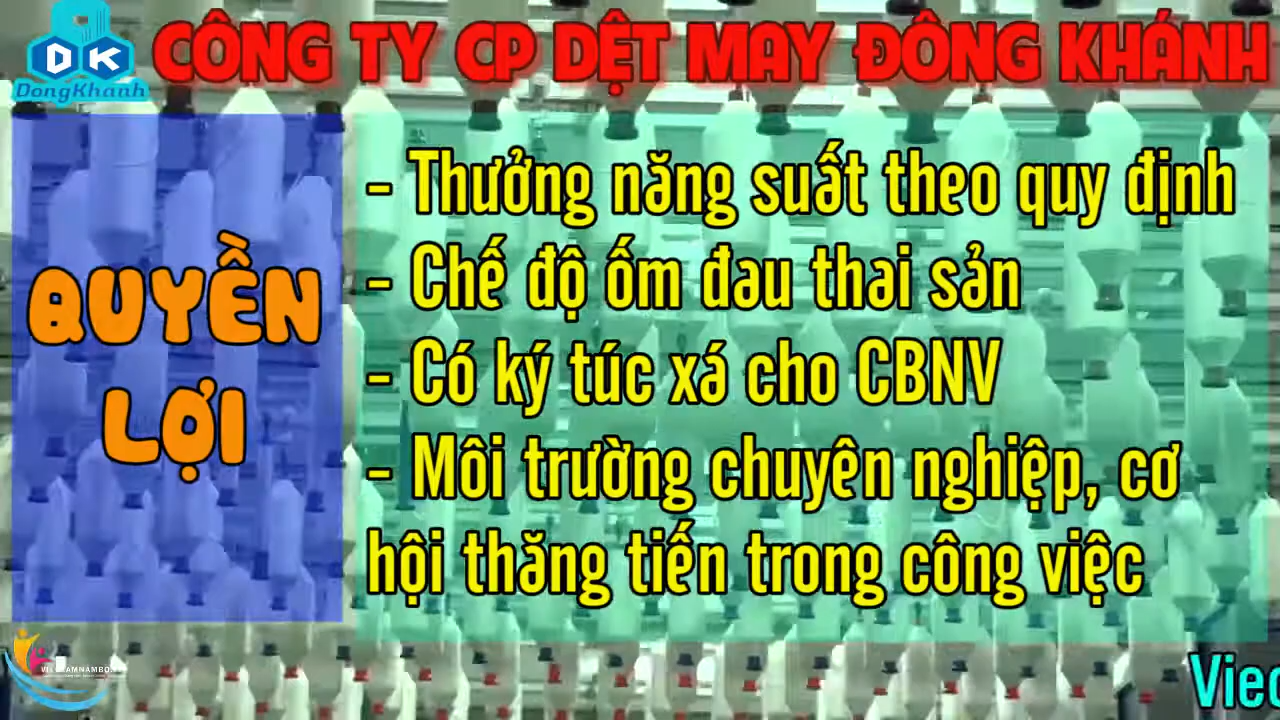 DK
DongKhanh
CÔNG TY CP DỆT MAY ĐÔNG KHÁNH
QUYỀN
LỢI
- Thưởng năng suất theo quy định
- Chế độ ốm đau thai sản
- Có ký túc xá cho CBNV
- Môi trường chuyên nghiệp, cơ
hội thăng tiến trong công việc